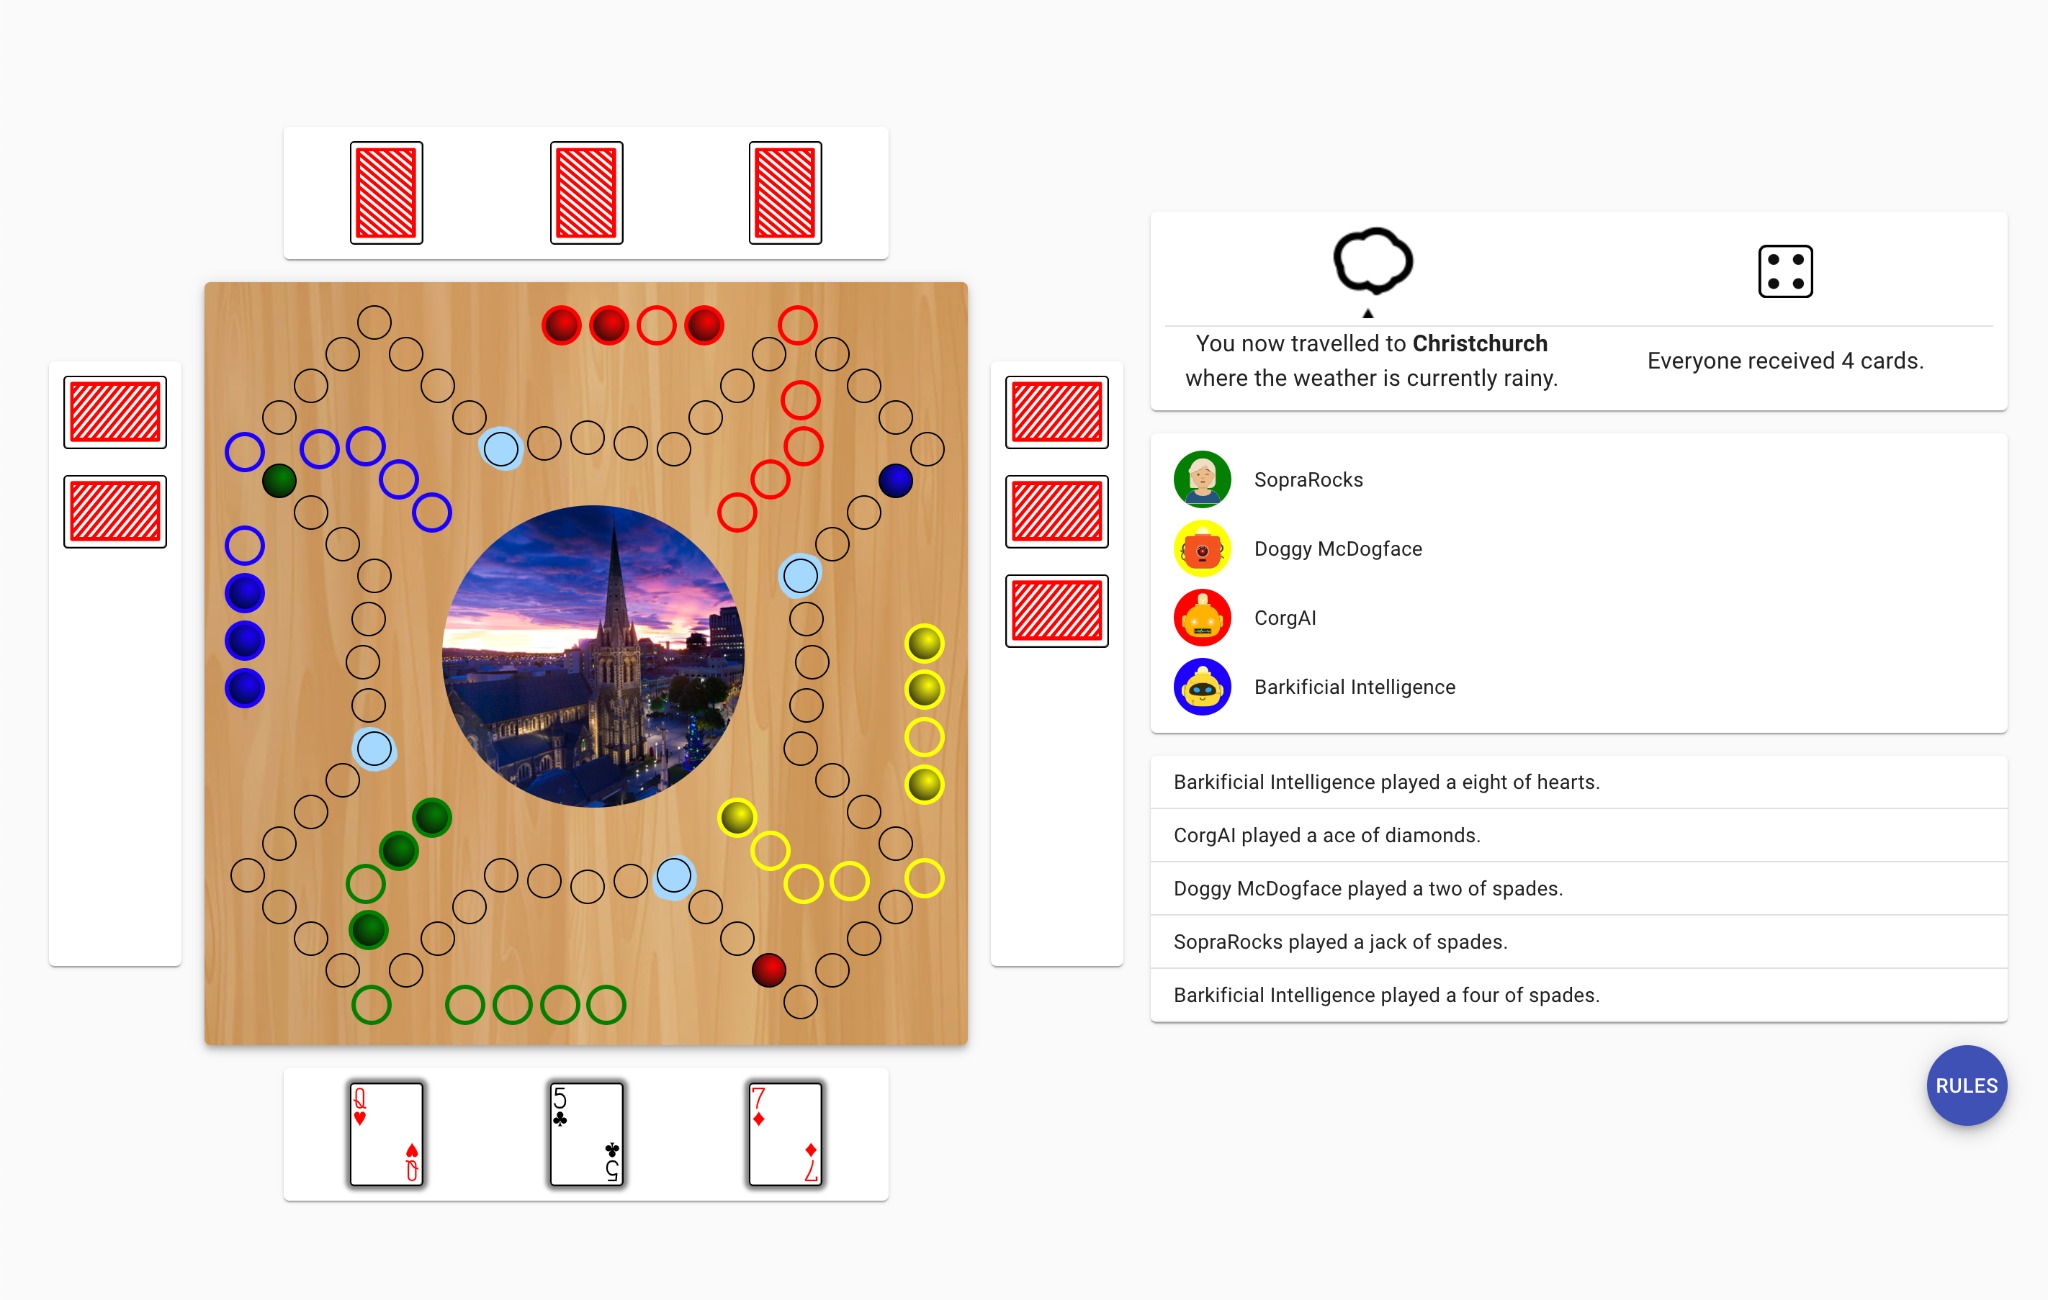 You now travelled to Christchurch
where the weather is currently rainy.
Everyone received 4 cards.
SopraRocks
Doggy McDogface
CorgAI
Barkificial Intelligence
Barkificial Intelligence played a eight of hearts.
CorgAI played a ace of diamonds.
Doggy McDogface played a two of spades.
SopraRocks played a jack of spades.
Barkificial Intelligence played a four of spades.
RULES
Q
Q
5
5
7
7